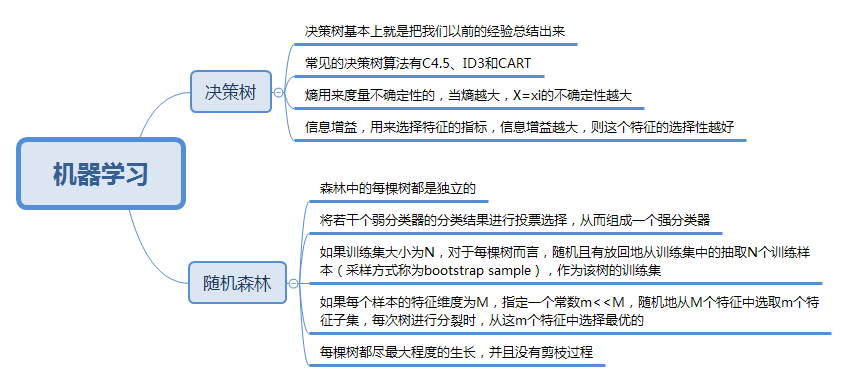 机器学习
决策树
决策树基本上就是把我们以前的经验总结出来
常见的决策树算法有C4.5、ID3和CART
熵用来度量不确定性的，当熵越大，X=xi的不确定性越大
信息增益，用来选择特征的指标，信息增益越大，则这个特征的选择性越好
随机森林
森林中的每棵树都是独立的
将若干个弱分类器的分类结果进行投票选择，从而组成一个强分类器
如果训练集大小为N，对于每棵树而言，随机且有放回地从训练集中的抽取N个训练样
本（采样方式称为bootstrap sample），作为该树的训练集
如果每个样本的特征维度为M，指定一个常数m<<M，随机地从M个特征中选取m个特
征子集，每次树进行分裂时，从这m个特征中选择最优的
每棵树都尽最大程度的生长，并且没有剪枝过程